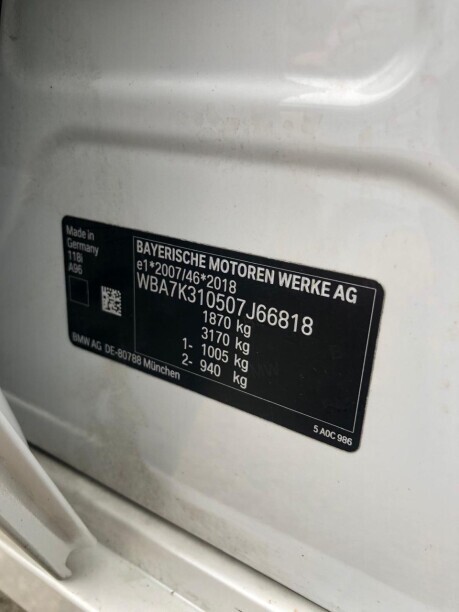 Made in
Germany
118i
A96
BMW AG DE-80788 München
BAYERISCHE MOTOREN WERKE AG
e1*2007/46*2018
WBA7K310507J66818
1870 kg
3170 kg
1- 1005 kg
2- 940 kg
5 A0C 986